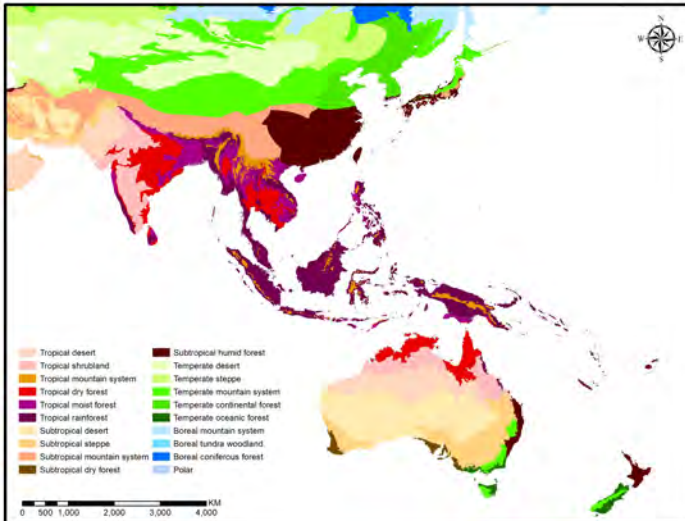 N
W E
S
Tropical desert
Tropical shrubland
Tropical mountain system
Tropical dry forest
Tropical moist forest
Tropical rainforest
Subtropical desert
Subtropical steppe
Subtropical mountain system
Subtropical dry forest
Subtropical humid forest
Temperate desert
Temperate steppe
Temperate mountain system
Temperate continental forest
Temperate oceanic forest
Boreal mountain system
Boreal tundra woodland.
Boreal coniferous forest
Polar
KM
0 500 1,000 2,000 3,000 4,000